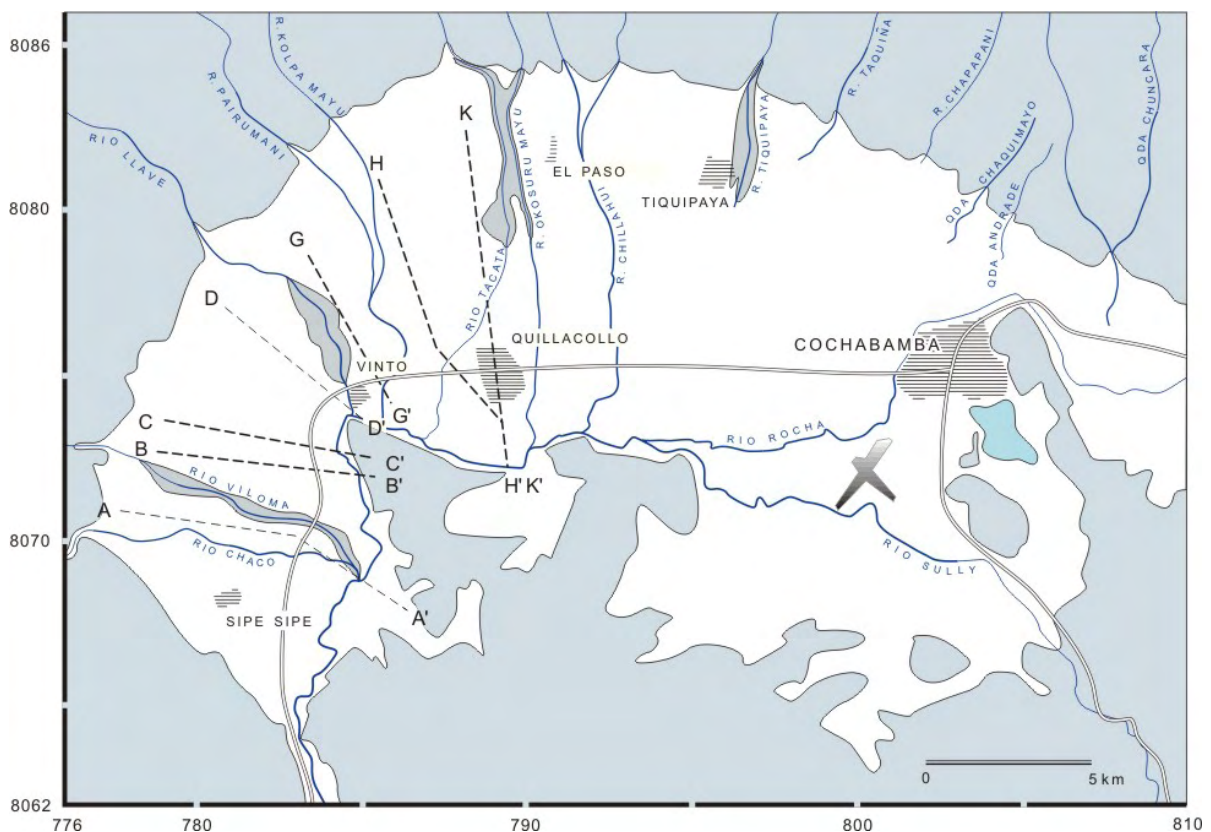 8086
8080
8070
8062
776
780
790
800
810
R. KOLPA MAYU
R. PAIRUMANI
RIO LLAVE
R. OKOSURU MAYU
R. CHILLAHUI
R. TIQUIPAYA
R. TAQUIÑA
R. CHAPAPANI
QDA CHAQUIMAYO
QDA ANDRADE
QDA CHUNCARA
K
H
G
D
EL PASO
TIQUIPAYA
RIO TACATA
QUILLACOLLO
COCHABAMBA
VINTO
G'
D'
C
C'
B
B'
RIO VILOMA
A
RIO CHACO
A'
SIPE SIPE
H' K'
RIO ROCHA
RIO SULLY
0
5 km